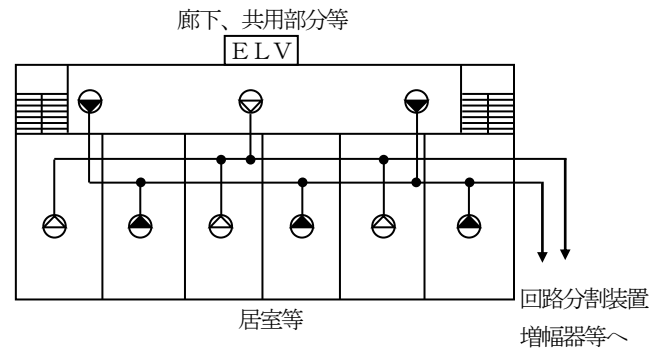 廊下、共用部分等
ＥＬＶ
居室等
回路分割装置
増幅器等へ